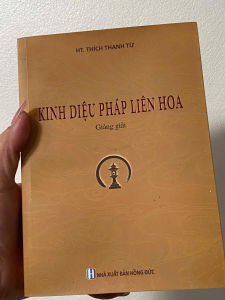 HT. THÍCH THANH TỪ
KINH DIỆU PHÁP LIÊN HOA
Giảng giải
NHÀ XUẤT BẢN HỒNG ĐỨC